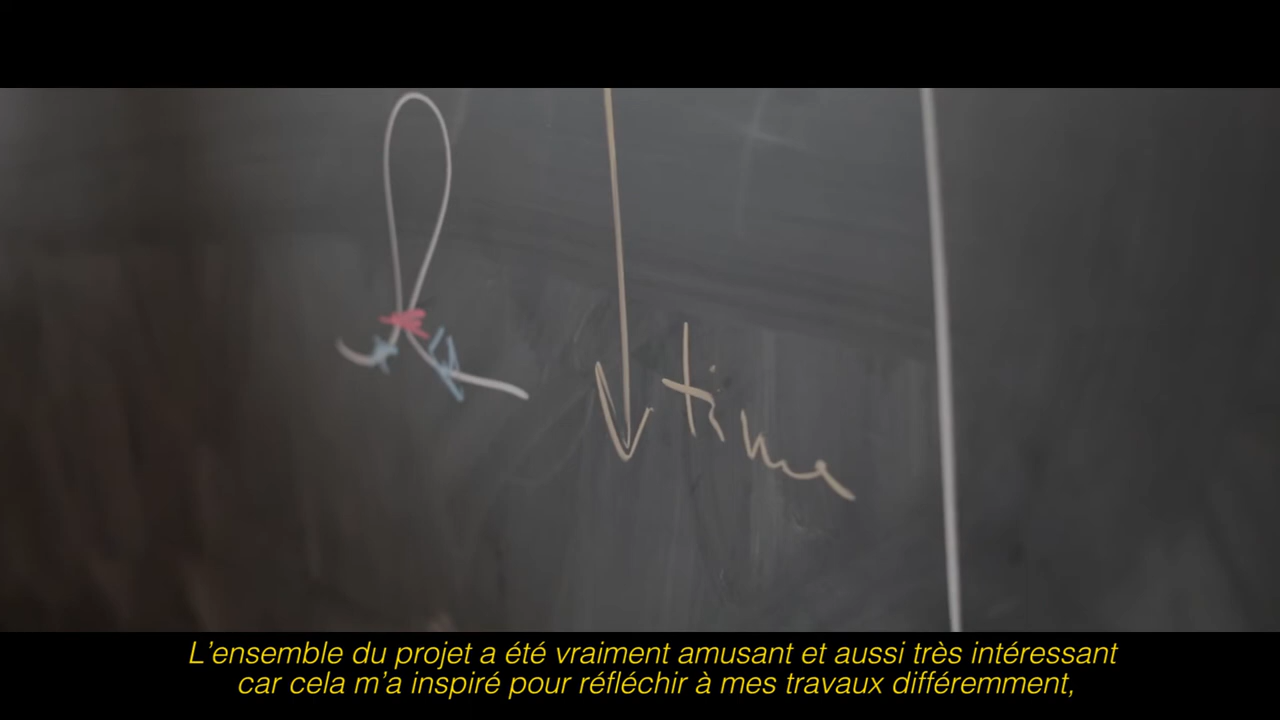 time
L'ensemble du projet a été vraiment amusant et aussi très intéressant
car cela m'a inspiré pour réfléchir à mes travaux différemment,